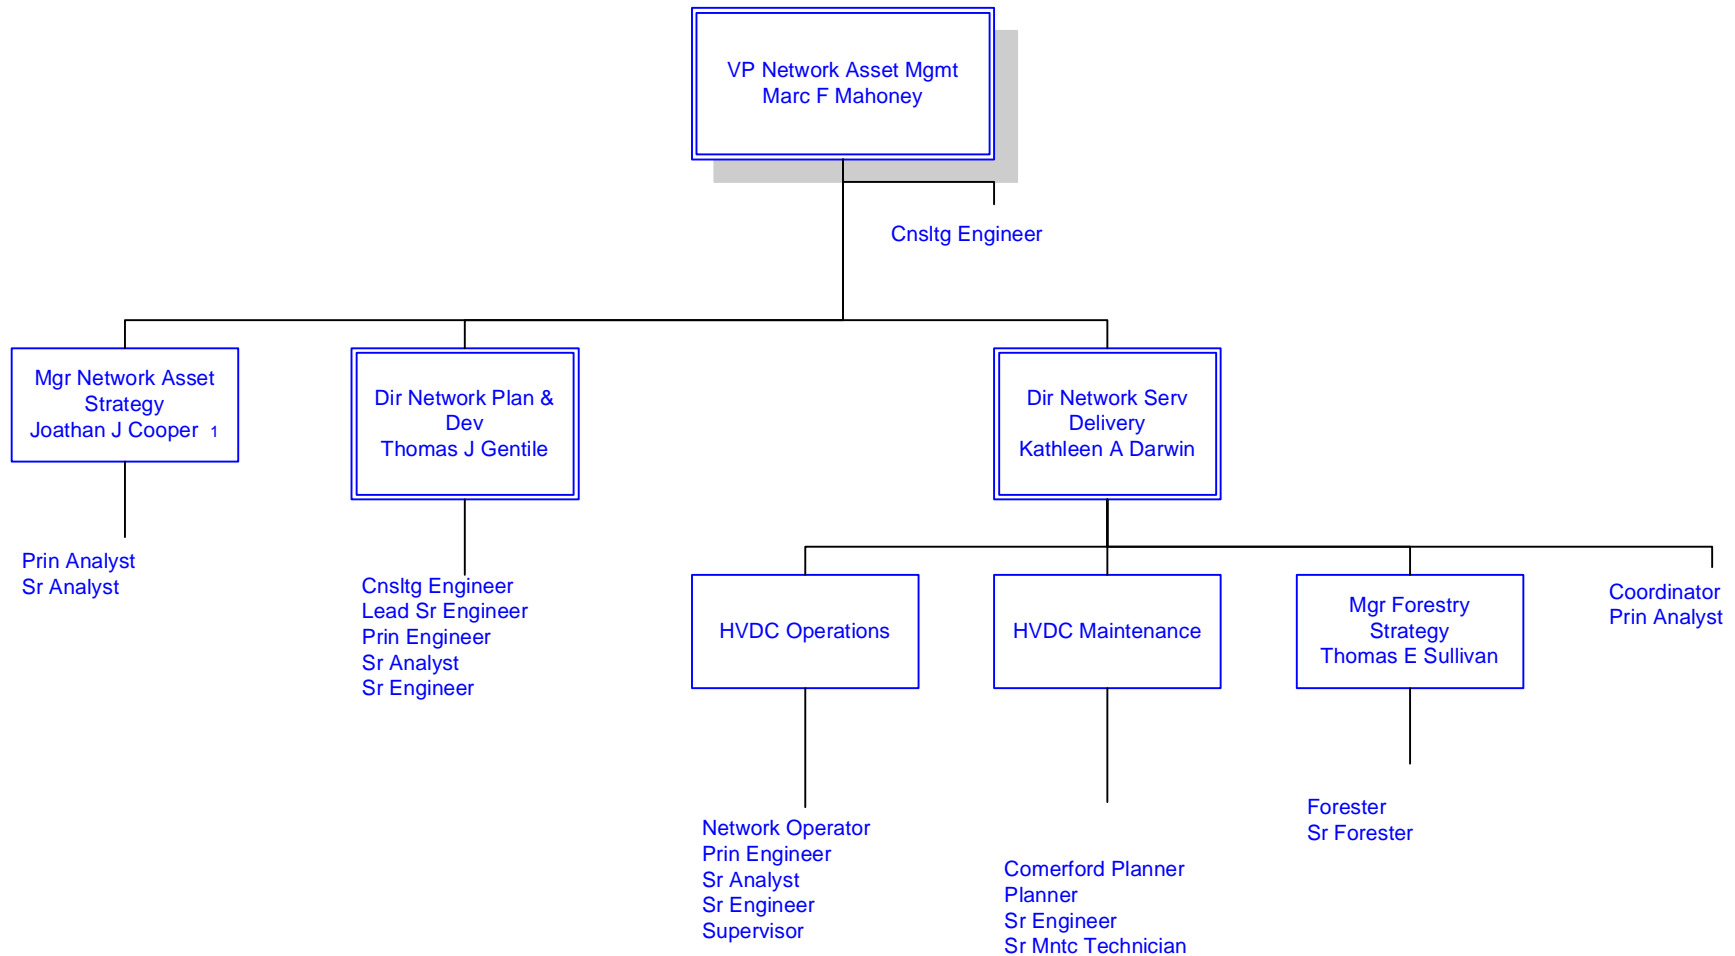 VP Network Asset Mgmt
Marc F Mahoney
Cnsltg Engineer
Mgr Network Asset
Strategy
Joathan J Cooper 1
Dir Network Plan &
Dev
Thomas J Gentile
Dir Network Serv
Delivery
Kathleen A Darwin
Prin Analyst
Sr Analyst
Cnsltg Engineer
Lead Sr Engineer
Prin Engineer
Sr Analyst
Sr Engineer
HVDC Operations
HVDC Maintenance
Mgr Forestry
Strategy
Thomas E Sullivan
Coordinator
Prin Analyst
Network Operator
Prin Engineer
Sr Analyst
Sr Engineer
Supervisor
Comerford Planner
Planner
Sr Engineer
Sr Mntc Technician
Forester
Sr Forester